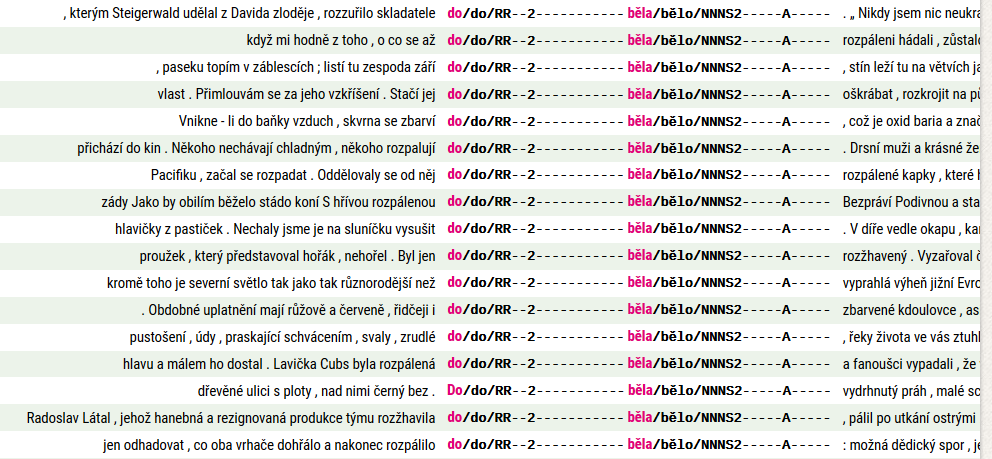 , kterým Steigerwald udělal z Davida zloděje , rozzuřilo skladatele do/do/RR--2---------- běla/bělo/NNNS2-----A----- . „ Nikdy jsem nic neukra
když mi hodně z toho , o co se až do/do/RR--2---------- běla/bělo/NNNS2-----A----- rozpáleni hádali , zůstalo
, paseku topím v záblescích ; listí tu zespoda září do/do/RR--2---------- běla/bělo/NNNS2-----A----- , stín leží tu na větvích ja
vlast . Přimlouvám se za jeho vzkříšení . Stačí jej do/do/RR--2---------- běla/bělo/NNNS2-----A----- oškrábat , rozkrojit na pů
Vnikne - li do baňky vzduch , skvrna se zbarví do/do/RR--2---------- běla/bělo/NNNS2-----A----- , což je oxid baria a znač
přichází do kin . Někoho nechávají chladným , někoho rozpalují do/do/RR--2---------- běla/bělo/NNNS2-----A----- . Drsní muži a krásné že
Pacifiku , začal se rozpadat . Oddělovaly se od něj do/do/RR--2---------- běla/bělo/NNNS2-----A----- rozpálené kapky , které
zády Jako by obilím běželo stádo koní S hřívou rozpálenou do/do/RR--2---------- běla/bělo/NNNS2-----A----- Bezpráví Podivnou a sta
hlavičky z pastiček . Nechaly jsme je na sluníčku vysušit do/do/RR--2---------- běla/bělo/NNNS2-----A----- . V díře vedle okapu , kam
proužek , který představoval hořák , nehořel . Byl jen do/do/RR--2---------- běla/bělo/NNNS2-----A----- rozžhavený . Vyzařoval
kromě toho je severní světlo tak jako tak různorodější než do/do/RR--2---------- běla/bělo/NNNS2-----A----- vyprahlá výheň jižní Evro
. Obdobné uplatnění mají růžově a červeně , řidčeji i do/do/RR--2---------- běla/bělo/NNNS2-----A----- zbarvené kdoulovce , as
pustošení , údy , praskající schvácením , svaly , zrudlé do/do/RR--2---------- běla/bělo/NNNS2-----A----- , řeky života ve vás ztuh
hlavu a málem ho dostal . Lavička Cubs byla rozpálená do/do/RR--2---------- běla/bělo/NNNS2-----A----- a fanoušci vypadali , že
dřevěné ulici s ploty , nad nimi černý bez . Do/do/RR--2---------- běla/bělo/NNNS2-----A----- vydrhnutý práh , malé sc
Radoslav Látal , jehož hanebná a rezignovaná produkce týmu rozžhavila do/do/RR--2---------- běla/bělo/NNNS2-----A----- , pálil po utkání ostrými
jen odhadovat , co oba vrhače dohřálo a nakonec rozpálilo do/do/RR--2---------- běla/bělo/NNNS2-----A----- : možná dědický spor , je